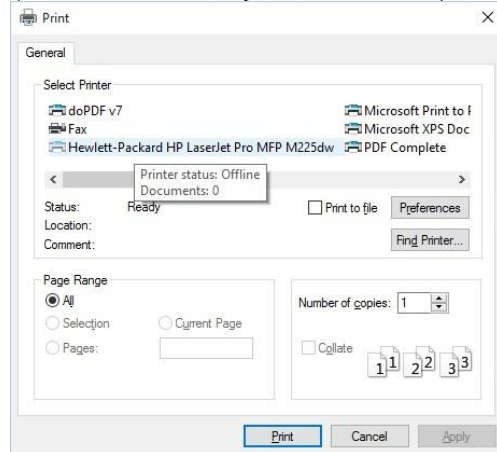 Print
General
Select Printer
doPDF v7
Microsoft Print to
Fax
Microsoft XPS Doc
Hewlett-Packard HP LaserJet Pro MFP M225dw
PDF Complete
Printer status: Offline
Documents: 0
Status: Ready
Print to file
Preferences
Location:
Comment:
Find Printer...
Page Range
All
Selection
Current Page
Pages:
Number of copies: 1
Collate
1 1 2 2 3 3
Print
Cancel
Apply